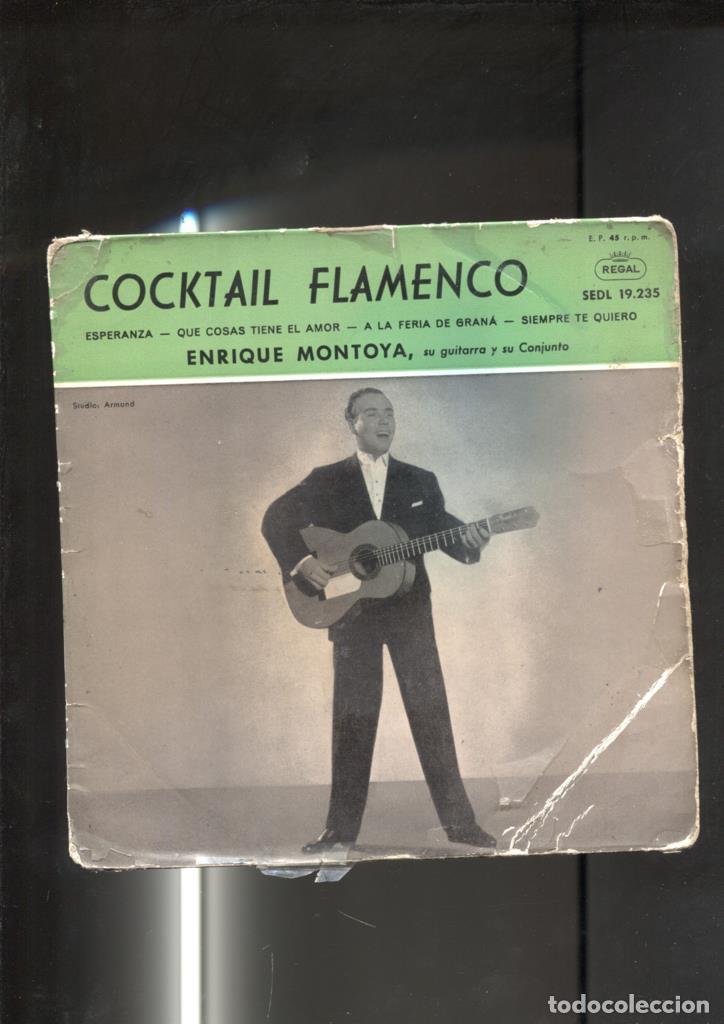 E. P. 45 r. p. m.
COCKTAIL FLAMENCO
REGAL
SEDL 19.235
ESPERANZA — QUE COSAS TIENE EL AMOR — A LA FERIA DE GRANÁ — SIEMPRE TE QUIERO
ENRIQUE MONTOYA, su guitarra y su Conjunto
Studio: Armand
todocoleccion